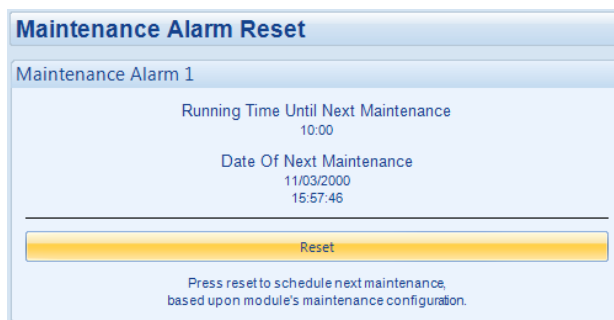 Maintenance Alarm Reset
Maintenance Alarm 1
Running Time Until Next Maintenance
10:00
Date Of Next Maintenance
11/03/2000
15:57:46
Reset
Press reset to schedule next maintenance,
based upon module's maintenance configuration.